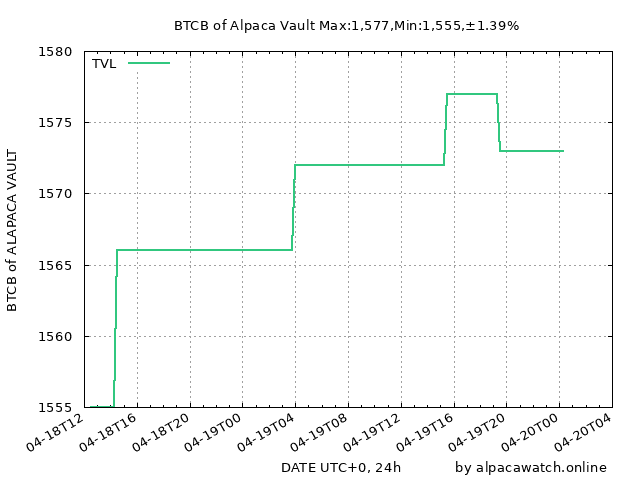 BTCB of Alpaca Vault Max:1,577,Min:1,555,±1.39%
TVL
1580
1575
1570
1565
1560
1555
BTCB of ALAPACA VAULT
04-18T12
04-18T16
04-18T20
04-19T00
04-19T04
04-19T08
04-19T12
04-19T16
04-19T20
04-20T00
04-20T04
DATE UTC+0, 24h
by alpacawatch.online